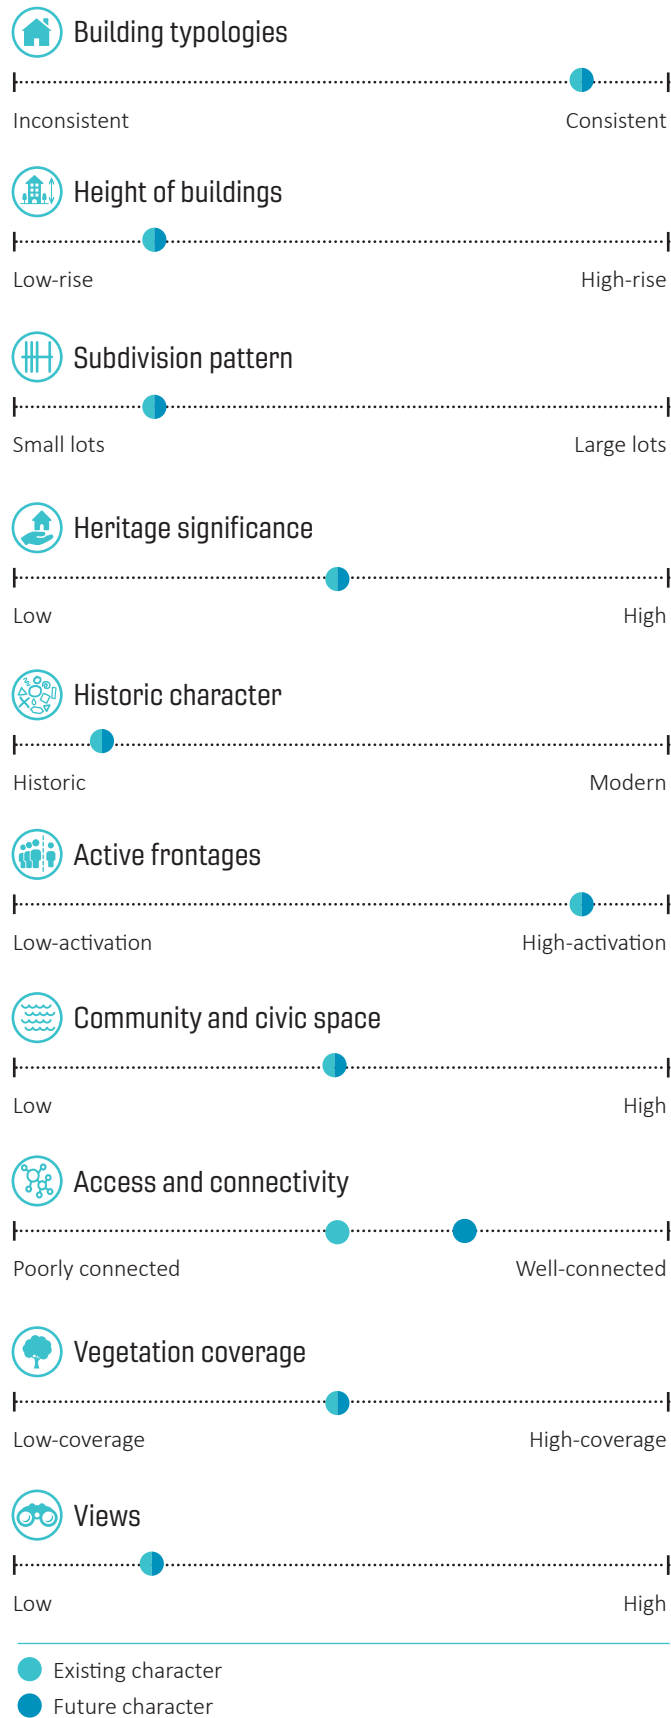 Building typologies
Inconsistent Consistent
Height of buildings
Low-rise High-rise
Subdivision pattern
Small lots Large lots
Heritage significance
Low High
Historic character
Historic Modern
Active frontages
Low-activation High-activation
Community and civic space
Low High
Access and connectivity
Poorly connected Well-connected
Vegetation coverage
Low-coverage High-coverage
Views
Low High
Existing character
Future character